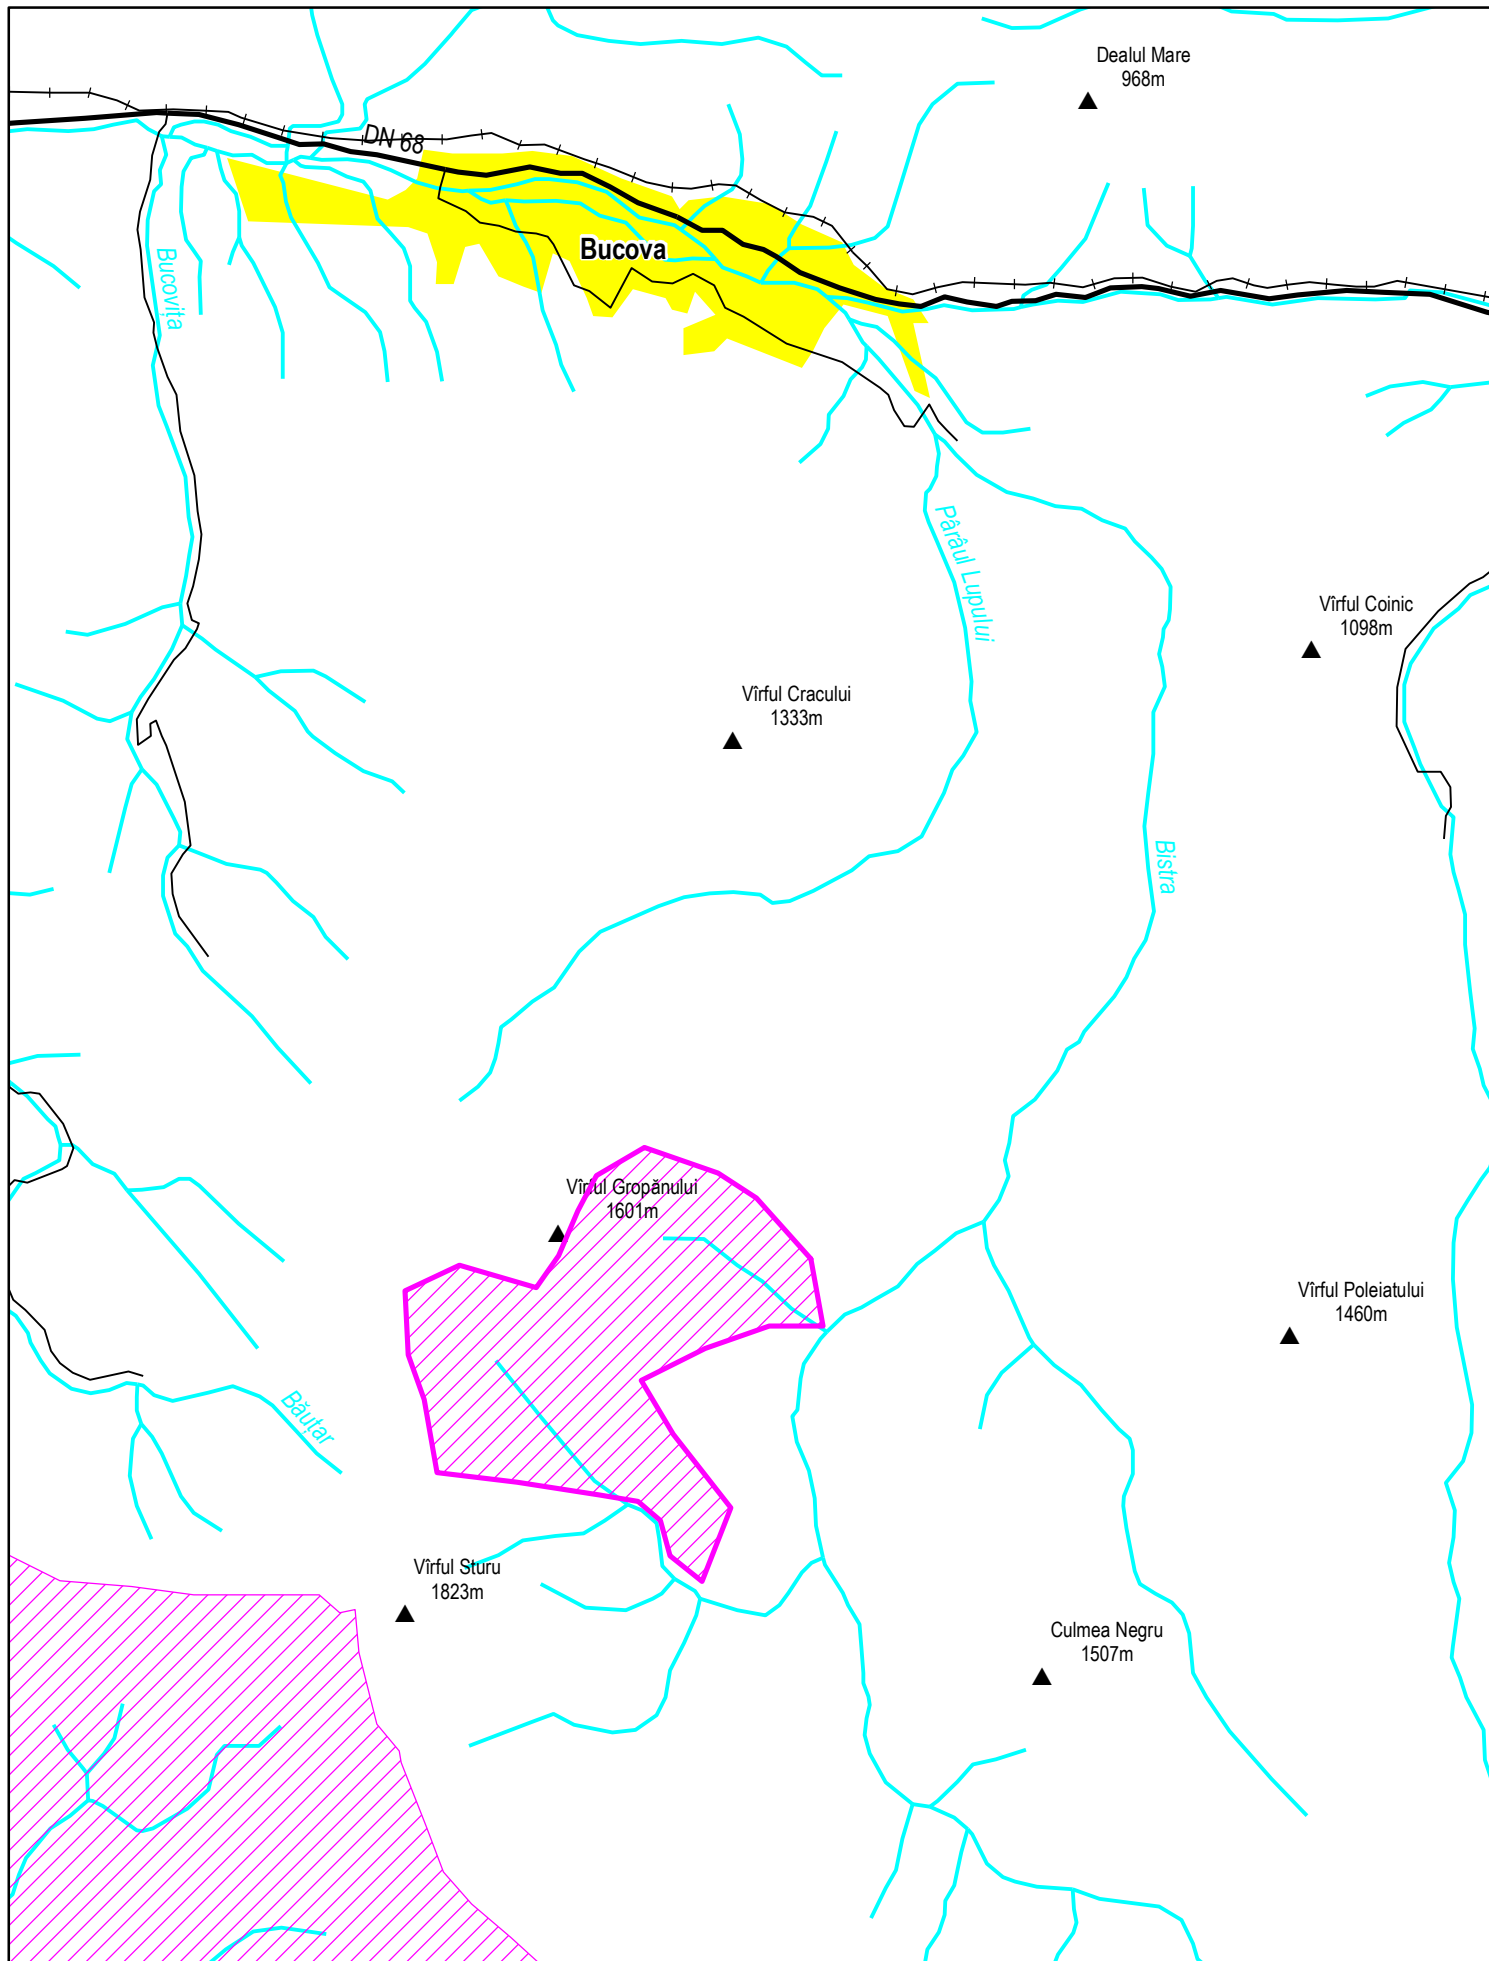 Dealul Mare
968m
DN 68
Bucova
Bucovița
Pârâul Lupului
Vîrful Coinic
1098m
Vîrful Cracului
1333m
Bistra
Vîrful Gropănului
1601m
Vîrful Poleiatului
1460m
Băuțar
Vîrful Sturu
1823m
Culmea Negru
1507m